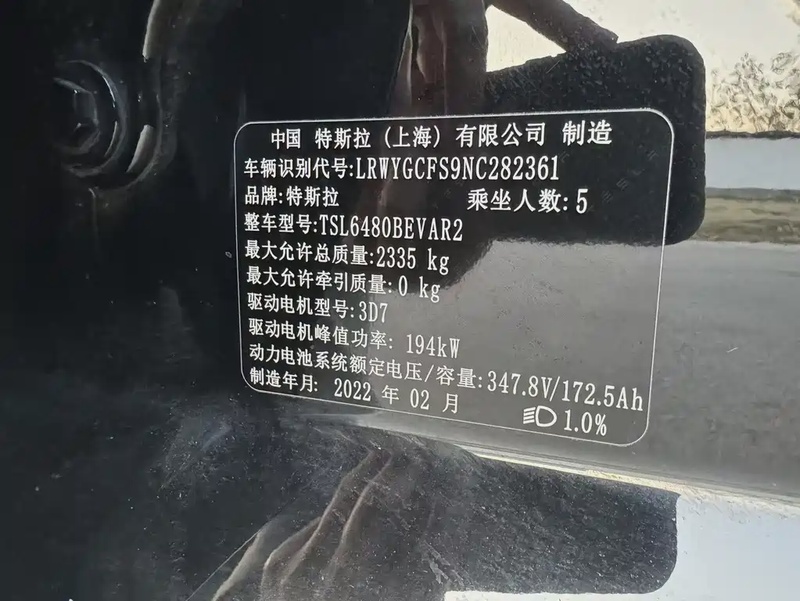 中国 特斯拉(上海)有限公司 制造
车辆识别代号:LRWYGCFS9NC282361
品牌:特斯拉 乘坐人数:5
整车型号:TSL6480BEVAR2
最大允许总质量:2335 kg
最大允许牵引质量:0 kg
驱动电机型号:3D7
驱动电机峰值功率: 194kW
动力电池系统额定电压/容量:347.8V/172.5Ah
制造年月: 2022 年 02 月
1.0%